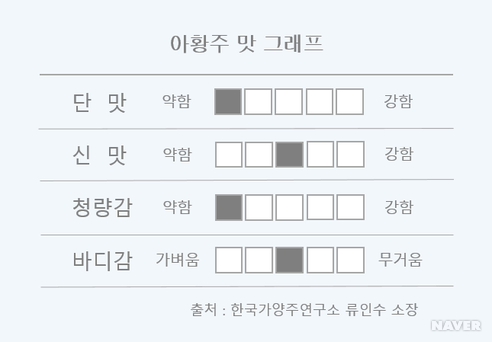 아황주 맛 그래프
단 맛 약함 강함
신 맛 약함 강함
청량감 약함 강함
바디감 가벼움 무거움
출처 : 한국가양주연구소 류인수 소장
NAVER